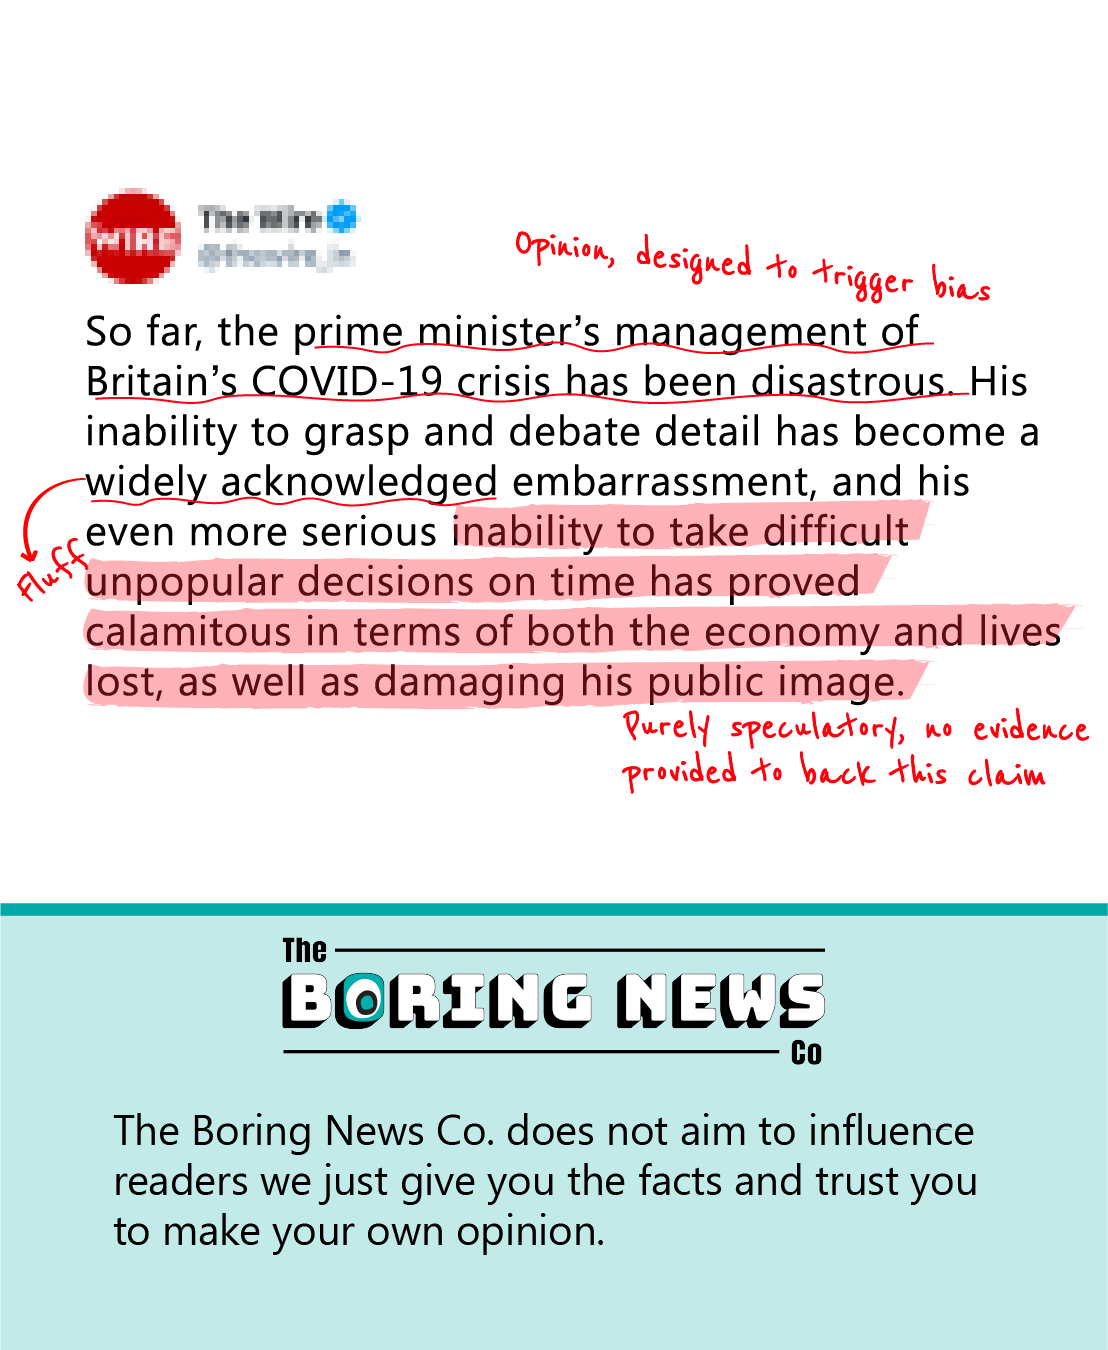 The Wire
@thewire_in
WIRE
Opinion, designed to trigger bias
So far, the prime minister's management of
Britain's COVID-19 crisis has been disastrous. His
inability to grasp and debate detail has become a
widely acknowledged embarrassment, and his
even more serious inability to take difficult
Fluff
unpopular decisions on time has proved
calamitous in terms of both the economy and lives
lost, as well as damaging his public image.
Purely speculatory, no evidence
provided to back this claim
The
BORING NEWS
Co
The Boring News Co. does not aim to influence
readers we just give you the facts and trust you
to make your own opinion.